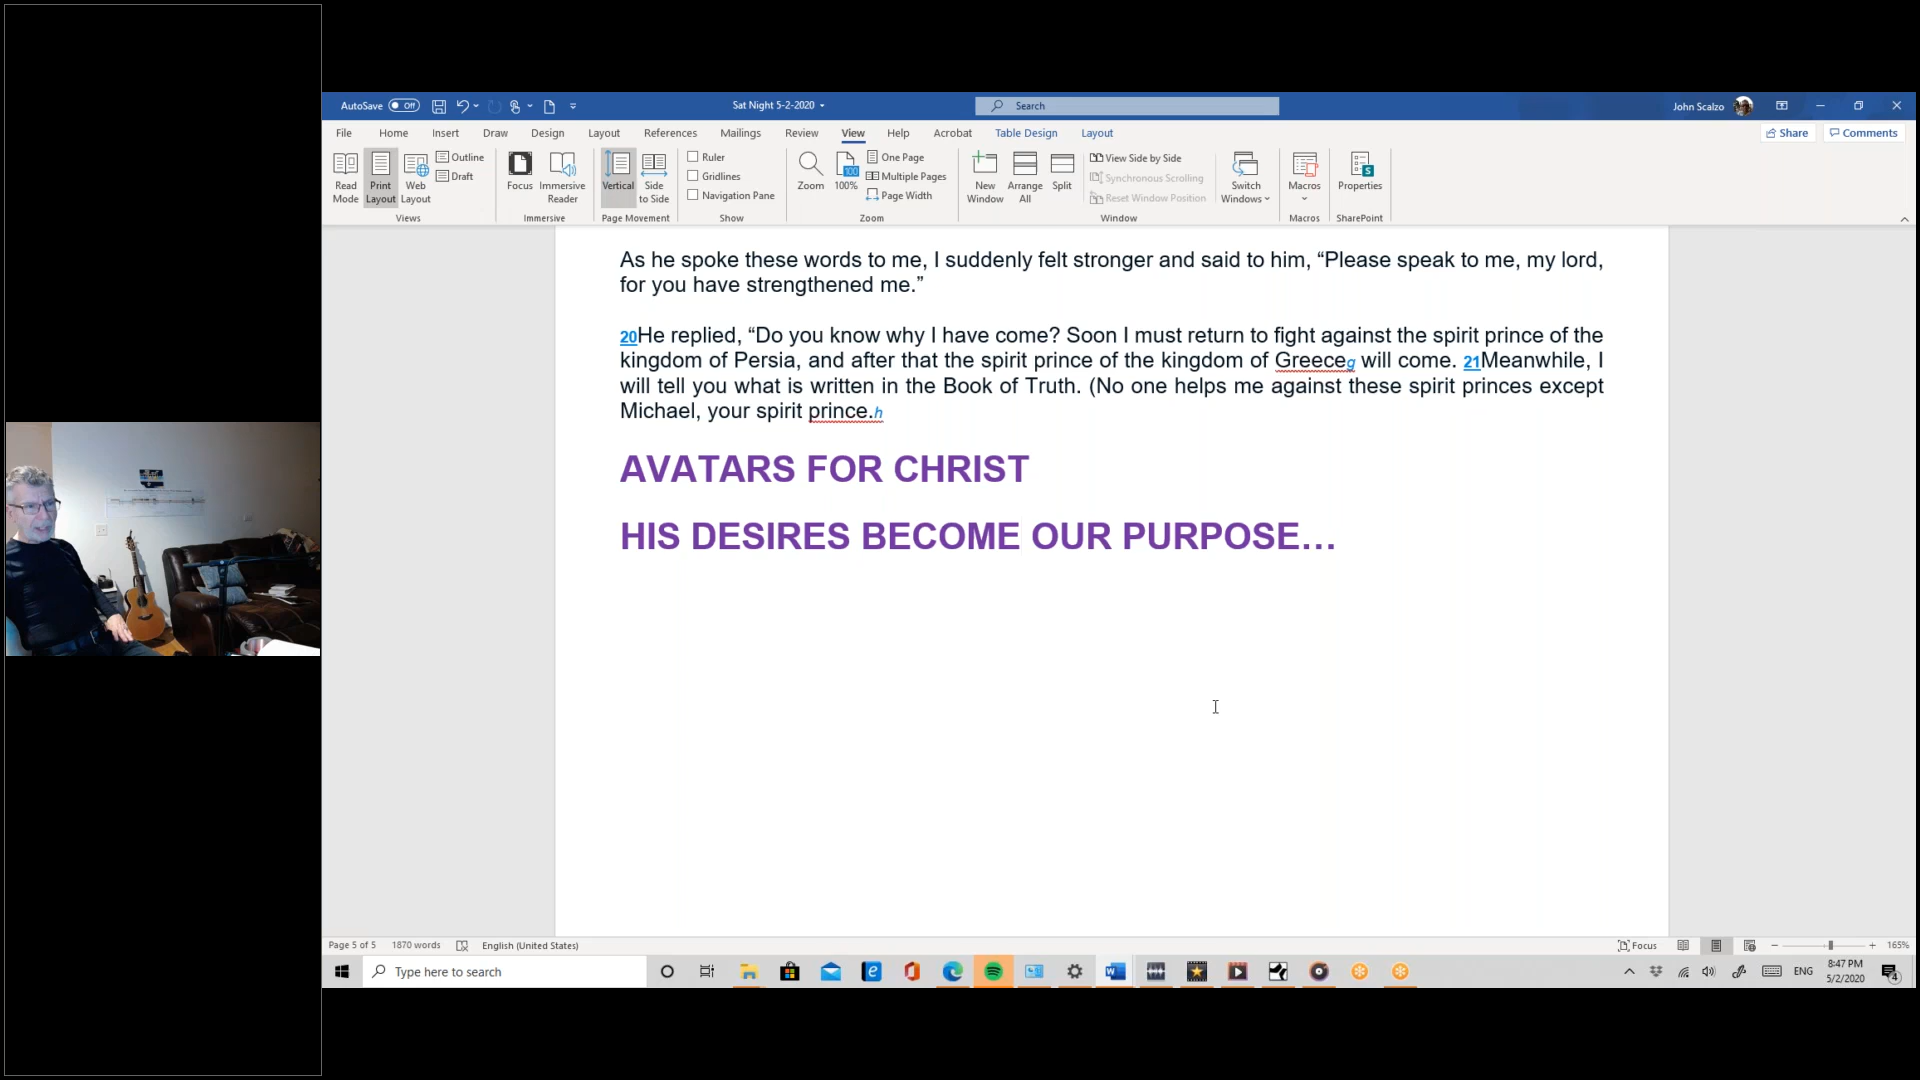 AutoSave Off
Sat Night 5-2-2020
Search
John Scalzo
File Home Insert Draw Design Layout References Mailings Review View Help Acrobat Table Design Layout
Share Comments
Read Mode
Print Layout
Web Layout
Outline
Draft
Views
Focus
Immersive Reader
Immersive
Vertical
Side to Side
Page Movement
Ruler
Gridlines
Navigation Pane
Show
Zoom
100
100%
One Page
Multiple Pages
Page Width
Zoom
New Window
Arrange All
Split
View Side by Side
Synchronous Scrolling
Reset Window Position
Window
Switch Windows
Macros
Macros
S
Properties
SharePoint
As he spoke these words to me, I suddenly felt stronger and said to him, “Please speak to me, my lord,
for you have strengthened me.”
20He replied, “Do you know why I have come? Soon I must return to fight against the spirit prince of the
kingdom of Persia, and after that the spirit prince of the kingdom of Greeceg will come. 21Meanwhile, I
will tell you what is written in the Book of Truth. (No one helps me against these spirit princes except
Michael, your spirit prince.h
AVATARS FOR CHRIST
HIS DESIRES BECOME OUR PURPOSE…
Page 5 of 5 1870 words English (United States)
Focus
165%
Type here to search
ENG
8:47 PM
5/2/2020
4